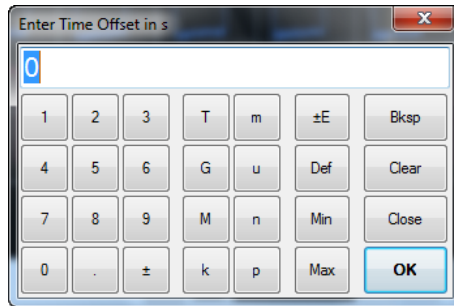 Enter Time Offset in s
0
1 2 3 T m ±E Bksp
4 5 6 G u Def Clear
7 8 9 M n Min Close
0 . ± k p Max OK